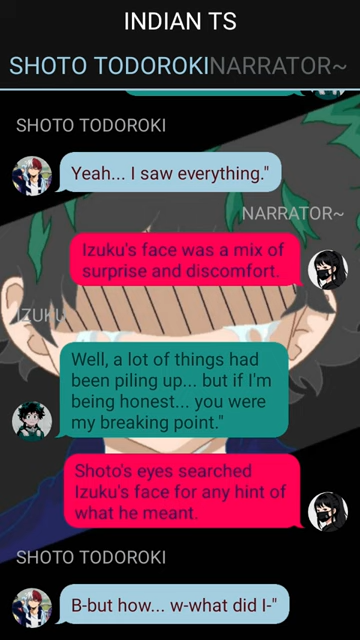 INDIAN TS
SHOTO TODOROKI NARRATOR~
SHOTO TODOROKI
Yeah... I saw everything."
NARRATOR~
Izuku's face was a mix of
surprise and discomfort.
IZUKU
Well, a lot of things had
been piling up... but if I'm
being honest... you were
my breaking point."
Shoto's eyes searched
Izuku's face for any hint of
what he meant.
SHOTO TODOROKI
B-but how... w-what did I-"